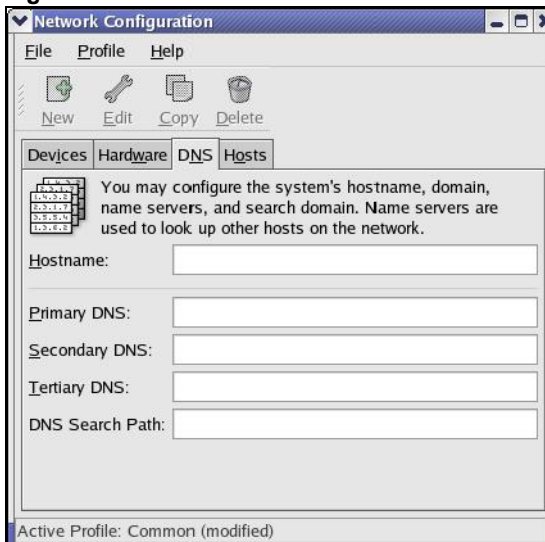 Network Configuration
File Profile Help
New Edit Copy Delete
Devices Hardware DNS Hosts
You may configure the system's hostname, domain,
name servers, and search domain. Name servers are
used to look up other hosts on the network.
Hostname:
Primary DNS:
Secondary DNS:
Tertiary DNS:
DNS Search Path:
Active Profile: Common (modified)